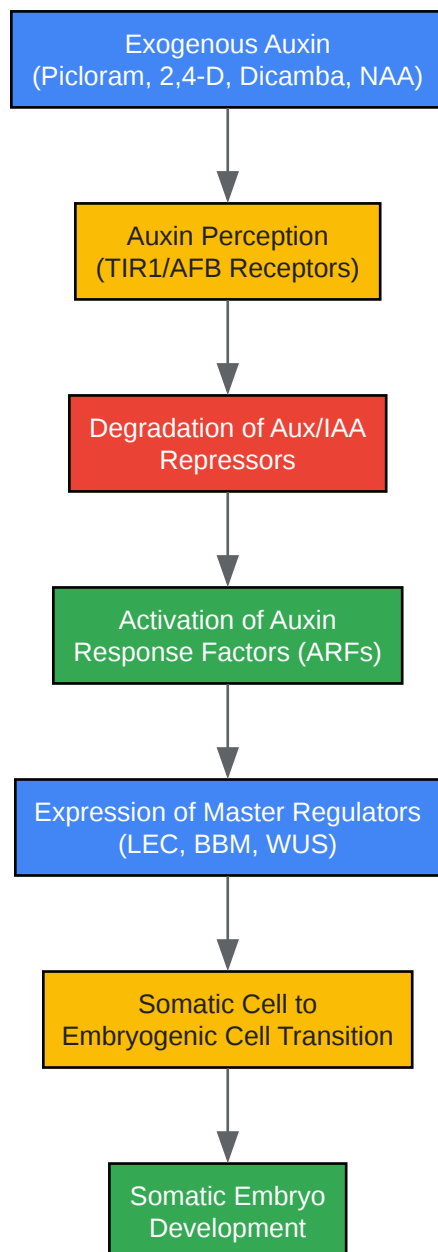 Exogenous Auxin
(Picloram, 2,4-D, Dicamba, NAA)
Auxin Perception
(TIR1/AFB Receptors)
Degradation of Aux/IAA
Repressors
Activation of Auxin
Response Factors (ARFs)
Expression of Master Regulators
(LEC, BBM, WUS)
Somatic Cell to
Embryogenic Cell Transition
Somatic Embryo
Development